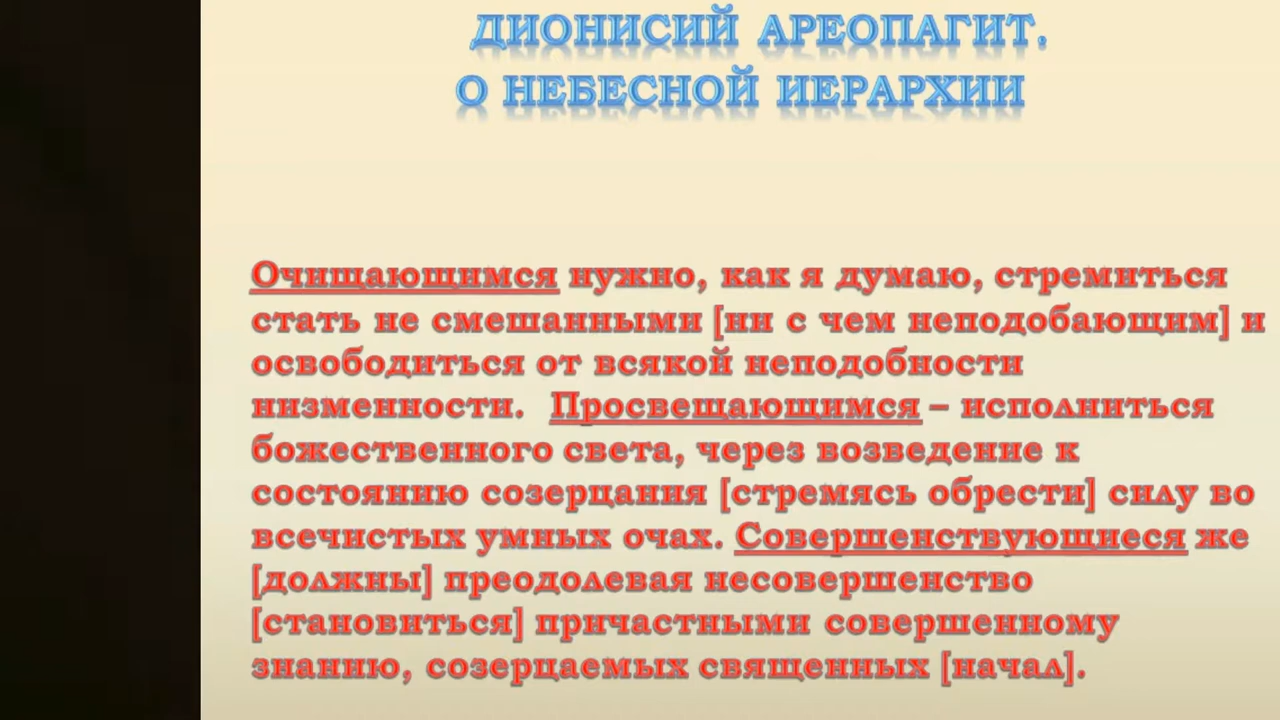 ДИОНИСИЙ АРЕОПАГИТ.
О НЕБЕСНОЙ ИЕРАРХИИ
Очищающимся нужно, как я думаю, стремиться
стать не смешанными [ни с чем неподобающим] и
освободиться от всякой неподобности
низменности. Просвещающимся – исполниться
божественного света, через возведение к
состоянию созерцания [стремясь обрести] силу во
всечистых умных очах. Совершенствующиеся же
[должны] преодолевая несовершенство
[становиться] причастными совершенному
знанию, созерцаемых священных [начал].